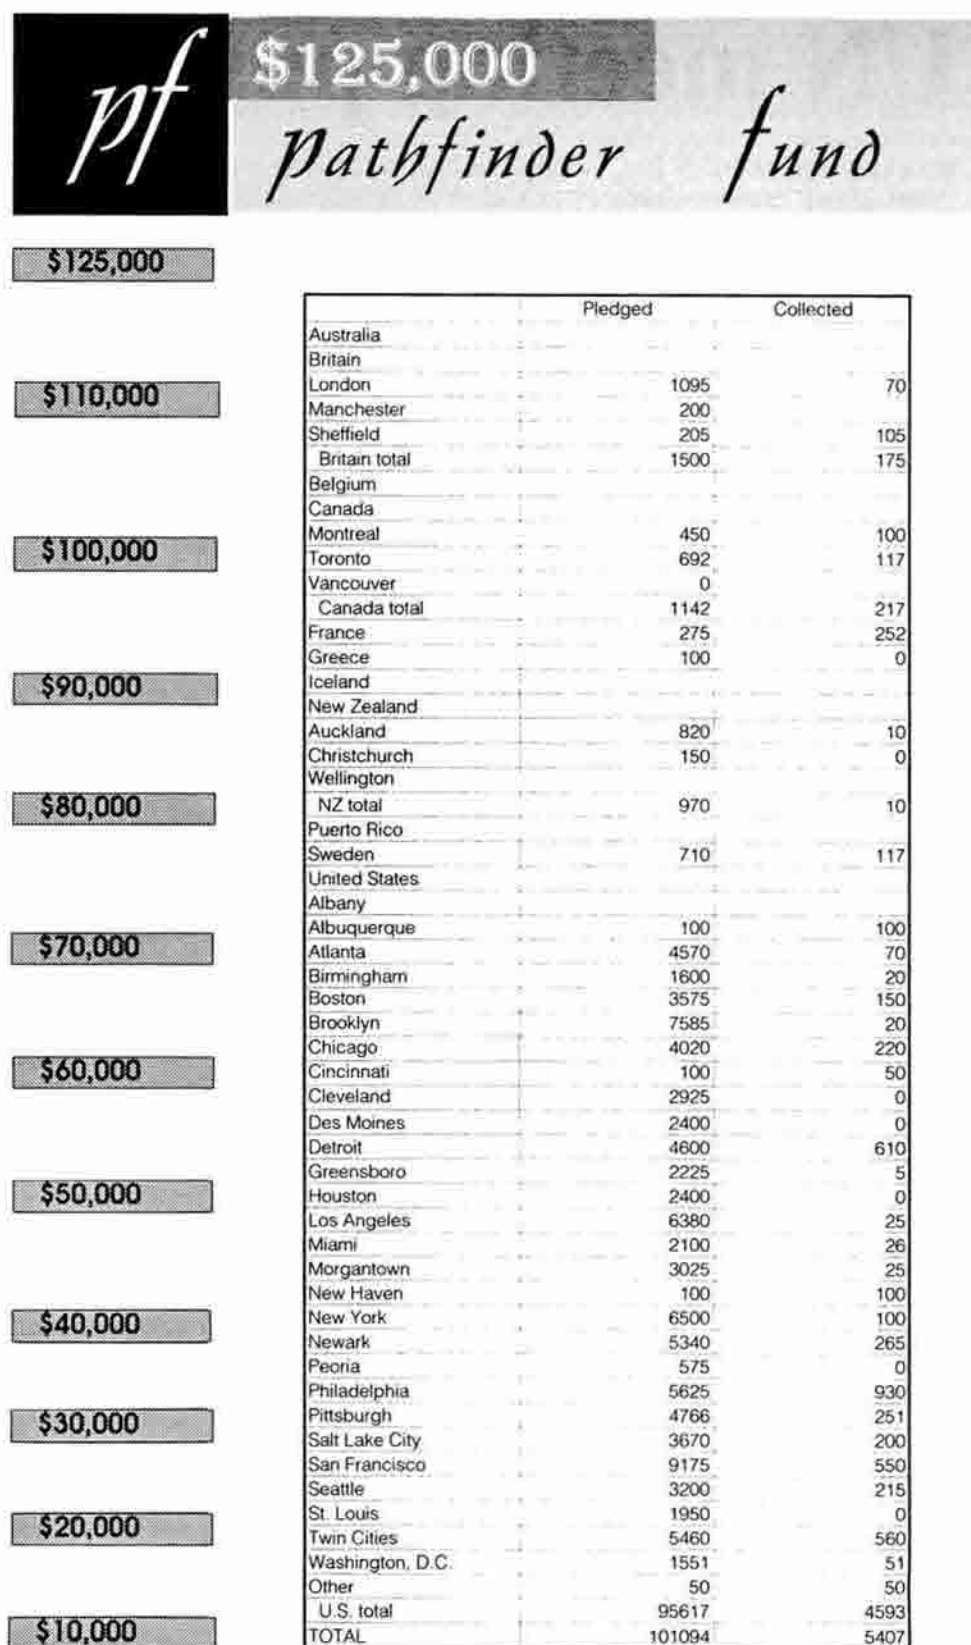 pf
$125,000
pathfinder fund
$125,000
$110,000
$100,000
$90,000
$80,000
$70,000
$60,000
$50,000
$40,000
$30,000
$20,000
$10,000
Pledged Collected
Australia
Britain
London 1095 70
Manchester 200
Sheffield 205 105
Britain total 1500 175
Belgium
Canada
Montreal 450 100
Toronto 692 117
Vancouver 0
Canada total 1142 217
France 275 252
Greece 100 0
Iceland
New Zealand
Auckland 820 10
Christchurch 150 0
Wellington
NZ total 970 10
Puerto Rico
Sweden 710 117
United States
Albany
Albuquerque 100 100
Atlanta 4570 70
Birmingham 1600 20
Boston 3575 150
Brooklyn 7585 20
Chicago 4020 220
Cincinnati 100 50
Cleveland 2925 0
Des Moines 2400 0
Detroit 4600 610
Greensboro 2225 5
Houston 2400 0
Los Angeles 6380 25
Miami 2100 26
Morgantown 3025 25
New Haven 100 100
New York 6500 100
Newark 5340 265
Peoria 575 0
Philadelphia 5625 930
Pittsburgh 4766 251
Salt Lake City 3670 200
San Francisco 9175 550
Seattle 3200 215
St. Louis 1950 0
Twin Cities 5460 560
Washington, D.C. 1551 51
Other 50 50
U.S. total 95617 4593
TOTAL 101094 5407